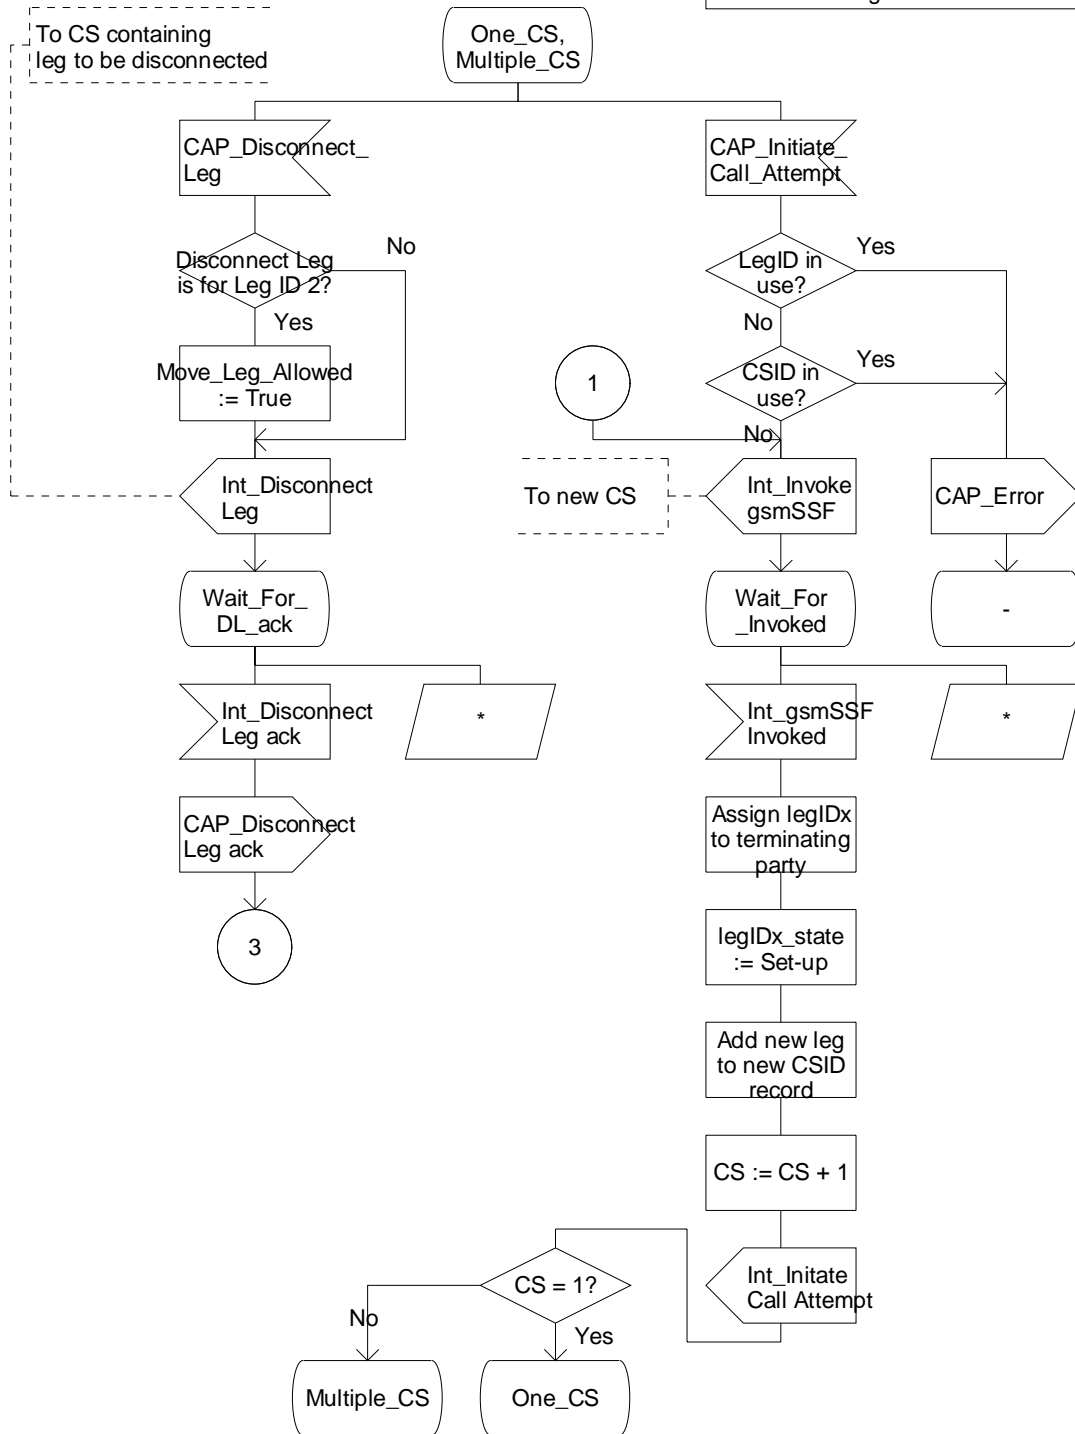 To CS containing
leg to be disconnected
One_CS,
Multiple_CS
CAP_Disconnect_
Leg
CAP_Initiate_
Call_Attempt
Disconnect Leg
is for Leg ID 2?
No
Yes
LegID in
use?
Yes
No
Move_Leg_Allowed
:= True
1
CSID in
use?
Yes
No
Int_Disconnect
Leg
To new CS
Int_Invoke
gsmSSF
CAP_Error
Wait_For_
DL_ack
Wait_For
_Invoked
-
Int_Disconnect
Leg ack
*
Int_gsmSSF
Invoked
*
CAP_Disconnect
Leg ack
Assign legIDx
to terminating
party
3
legIDx_state
:= Set-up
Add new leg
to new CSID
record
CS := CS + 1
CS = 1?
Int_Initate
Call Attempt
No
Yes
Multiple_CS
One_CS